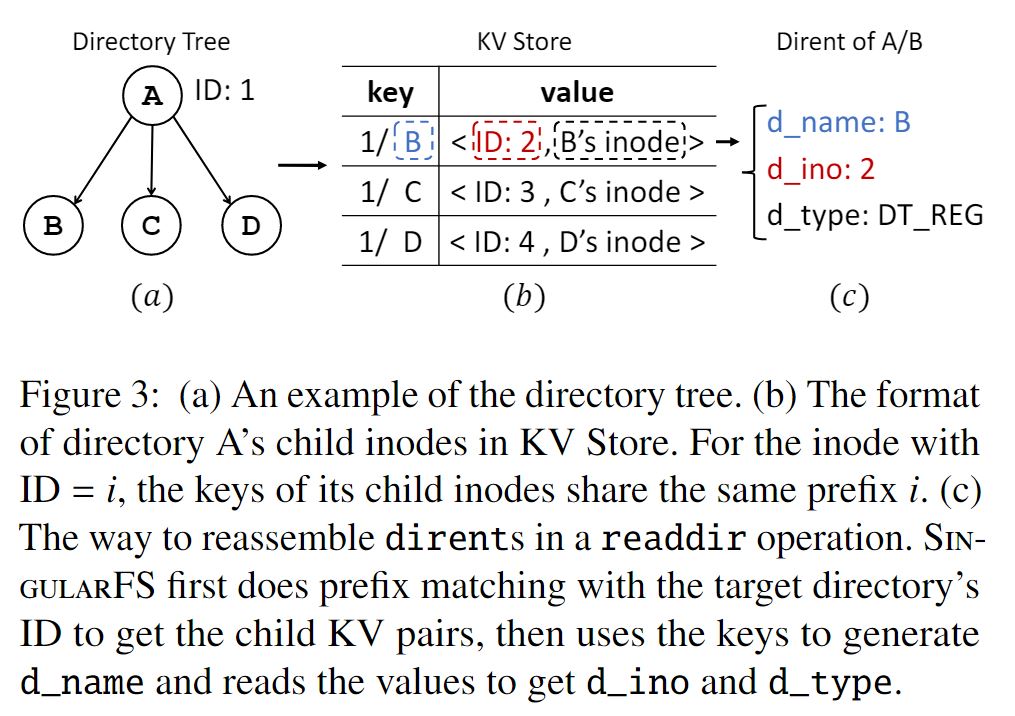 Directory Tree
A ID: 1
B C D
(a)
KV Store
key value
1/ B < ID: 2 , B’s inode >
1/ C < ID: 3 , C’s inode >
1/ D < ID: 4 , D’s inode >
(b)
Dirent of A/B
d_name: B
d_ino: 2
d_type: DT_REG
(c)
Figure 3: (a) An example of the directory tree. (b) The format
of directory A’s child inodes in KV Store. For the inode with
ID = i, the keys of its child inodes share the same prefix i. (c)
The way to reassemble dirents in a readdir operation. SIN-
GULARFS first does prefix matching with the target directory’s
ID to get the child KV pairs, then uses the keys to generate
d_name and reads the values to get d_ino and d_type.